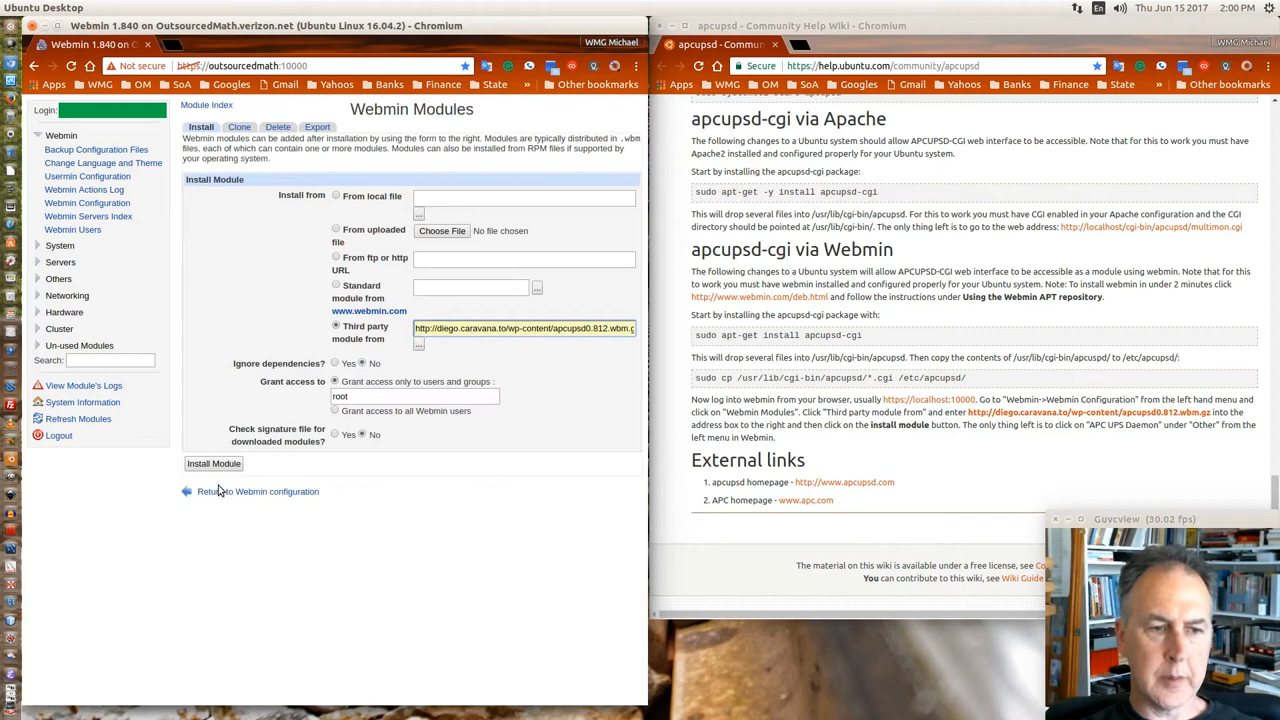 Ubuntu Desktop
En
Thu Jun 15 2017
2:00 PM
Webmin 1.840 on OutsourcedMath.verizon.net (Ubuntu Linux 16.04.2) - Chromium
Webmin 1.840 on O
WMG Michael
Not secure
https://outsourcedmath:10000
Apps
WMG
OM
SoH
Googles
Gmail
Yahoos
Banks
Finance
State
»
Other bookmarks
Login:
Webmin
Backup Configuration Files
Change Language and Theme
Usermin Configuration
Webmin Actions Log
Webmin Configuration
Webmin Servers Index
Webmin Users
System
Servers
Others
Networking
Hardware
Cluster
Un-used Modules
Search:
View Module's Logs
System Information
Refresh Modules
Logout
Module Index
Webmin Modules
Install
Clone
Delete
Export
Webmin modules can be added after installation by using the form to the right. Modules are typically distributed in .wbm
files, each of which can contain one or more modules. Modules can also be installed from RPM files if supported by
your operating system.
Install Module
Install from
From local file
...
From uploaded
file
Choose File
No file chosen
From ftp or http
URL
Standard
module from
www.webmin.com
...
Third party
module from
http://diego.caravana.to/wp-content/apcupsd0.812.wbm.g
...
Ignore dependencies?
Yes
No
Grant access to
Grant access only to users and groups :
root
Grant access to all Webmin users
Check signature file for
downloaded modules?
Yes
No
Install Module
Return to Webmin configuration
apcupsd - Community Help Wiki - Chromium
apcupsd - Commun
WMG Michael
Secure
https://help.ubuntu.com/community/apcupsd
Apps
WMG
OM
SoH
Googles
Gmail
Yahoos
Banks
Finance
State
»
Other bookmarks
apcupsd-cgi via Apache
The following changes to a Ubuntu system should allow APCUPSD-CGI web interface to be accessible. Note that for this to work you must have
Apache2 installed and configured properly for your Ubuntu system.
Start by installing the apcupsd-cgi package:
sudo apt-get -y install apcupsd-cgi
This will drop several files into /usr/lib/cgi-bin/apcupsd. For this to work you must have CGI enabled in your Apache configuration and the CGI
directory should be pointed at /usr/lib/cgi-bin/. The only thing left is to go to the web address: http://localhost/cgi-bin/apcupsd/multimon.cgi
apcupsd-cgi via Webmin
The following changes to a Ubuntu system will allow APCUPSD-CGI web interface to be accessible as a module using webmin. Note that for this
to work you must have webmin installed and configured properly for your Ubuntu system. Note: To install webmin in under 2 minutes click
http://www.webmin.com/deb.html and follow the instructions under Using the Webmin APT repository.
Start by installing the apcupsd-cgi package with:
sudo apt-get install apcupsd-cgi
This will drop several files into /usr/lib/cgi-bin/apcupsd. Then copy the contents of /usr/lib/cgi-bin/apcuspd/ to /etc/apcupsd/:
sudo cp /usr/lib/cgi-bin/apcupsd/*.cgi /etc/apcupsd/
Now log into webmin from your browser, usually https://localhost:10000. Go to "Webmin->Webmin Configuration" from the left hand menu and
click on "Webmin Modules". Click "Third party module from" and enter http://diego.caravana.to/wp-content/apcupsd0.812.wbm.gz into the
address box to the right and then click on the install module button. The only thing left is to click on "APC UPS Daemon" under "Other" from the
left menu in Webmin.
External links
1. apcupsd homepage - http://www.apcupsd.com
2. APC homepage - www.apc.com
The material on this wiki is available under a free license, see Co
You can contribute to this wiki, see Wiki Guide
Guvcview (30.02 fps)